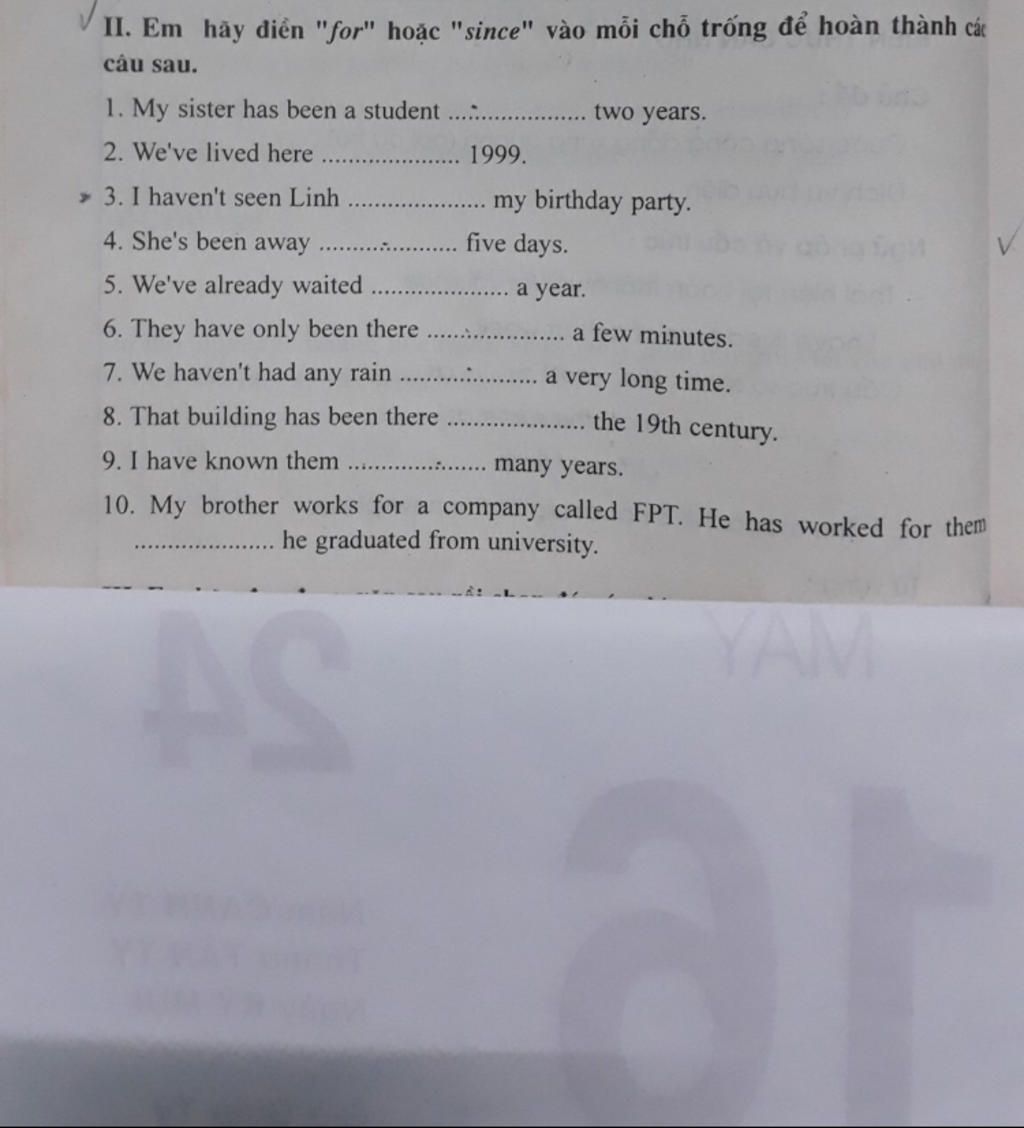 II. Em hãy điền "for" hoặc "since" vào mỗi chỗ trống để hoàn thành các
câu sau.
1. My sister has been a student ........................ two years.
2. We've lived here ..................... 1999.
3. I haven't seen Linh ..................... my birthday party.
4. She's been away ..................... five days.
5. We've already waited ..................... a year.
6. They have only been there ..................... a few minutes.
7. We haven't had any rain ..................... a very long time.
8. That building has been there ..................... the 19th century.
9. I have known them ..................... many years.
10. My brother works for a company called FPT. He has worked for them
..................... he graduated from university.
24
MAY
16